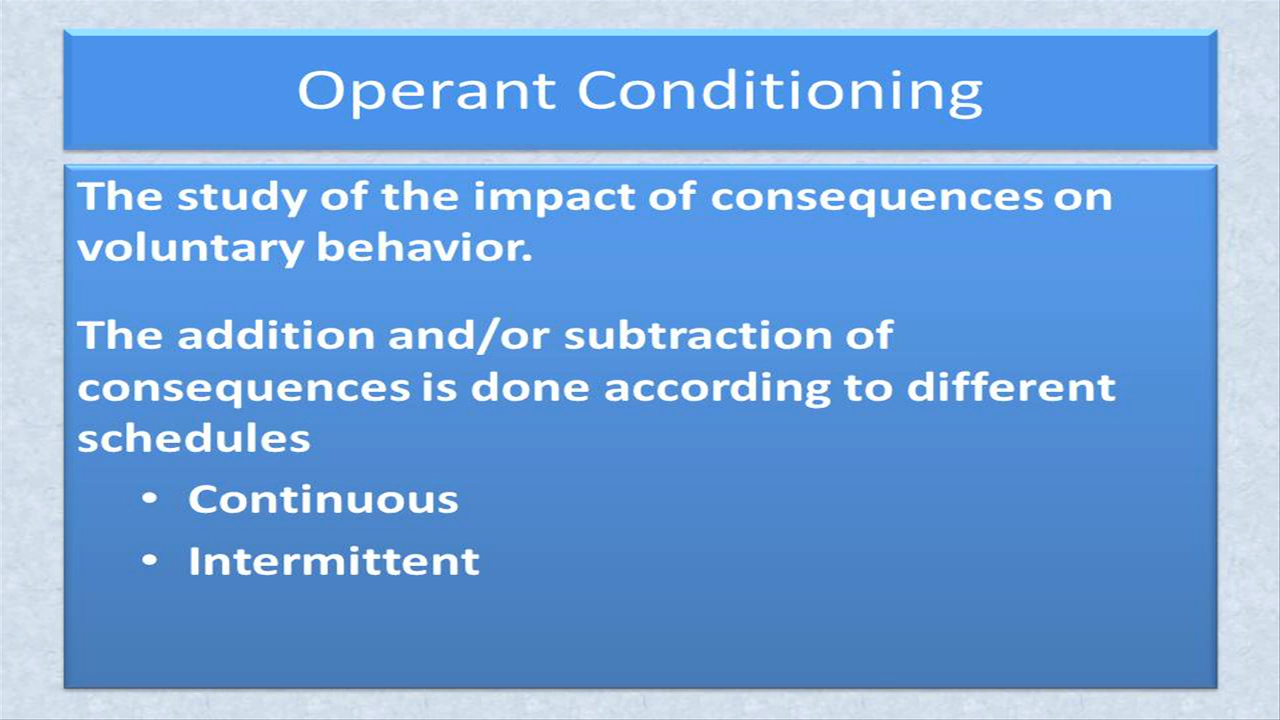 Operant Conditioning
The study of the impact of consequences on
voluntary behavior.
The addition and/or subtraction of
consequences is done according to different
schedules
• Continuous
• Intermittent